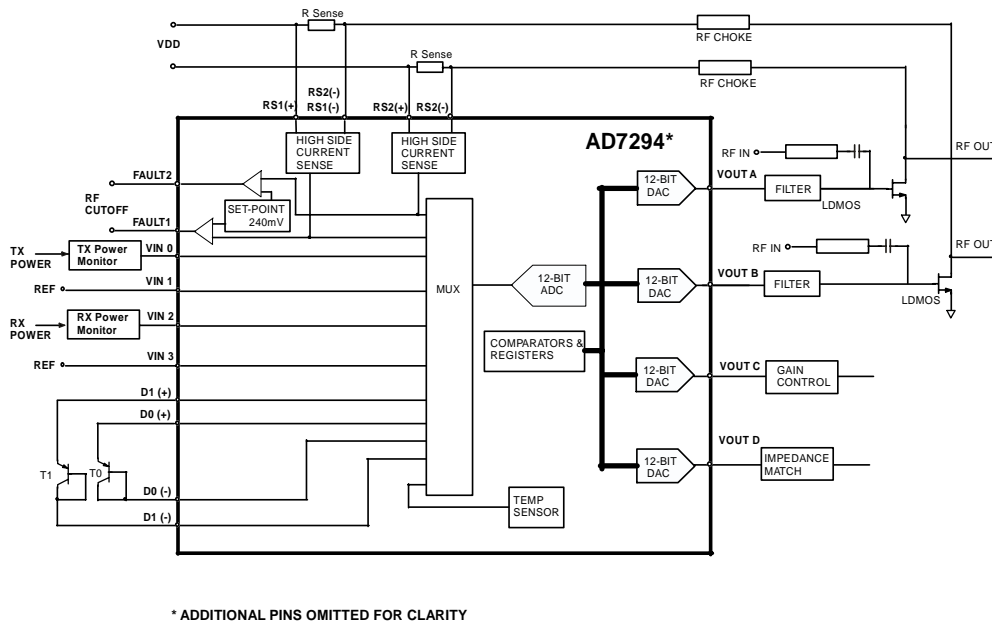 R Sense
VDD
RF CHOKE
R Sense
RF CHOKE
RS2(-)
RS1(+)
RS1(-)
RS2(+)
RS2(-)
HIGH SIDE
CURRENT
SENSE
HIGH SIDE
CURRENT
SENSE
AD7294*
RF IN
RF OUT
FAULT2
RF
CUTOFF
FAULT1
SET-POINT
240mV
12-BIT
DAC
VOUT A
FILTER
LDMOS
TX
POWER
TX Power
Monitor
VIN 0
RF IN
RF OUT
REF
VIN 1
MUX
12-BIT
ADC
12-BIT
DAC
VOUT B
FILTER
LDMOS
RX
POWER
RX Power
Monitor
VIN 2
COMPARATORS &
REGISTERS
REF
VIN 3
12-BIT
DAC
VOUT C
GAIN
CONTROL
D1 (+)
D0 (+)
T1
T0
12-BIT
DAC
VOUT D
IMPEDANCE
MATCH
D0 (-)
D1 (-)
TEMP
SENSOR
* ADDITIONAL PINS OMITTED FOR CLARITY